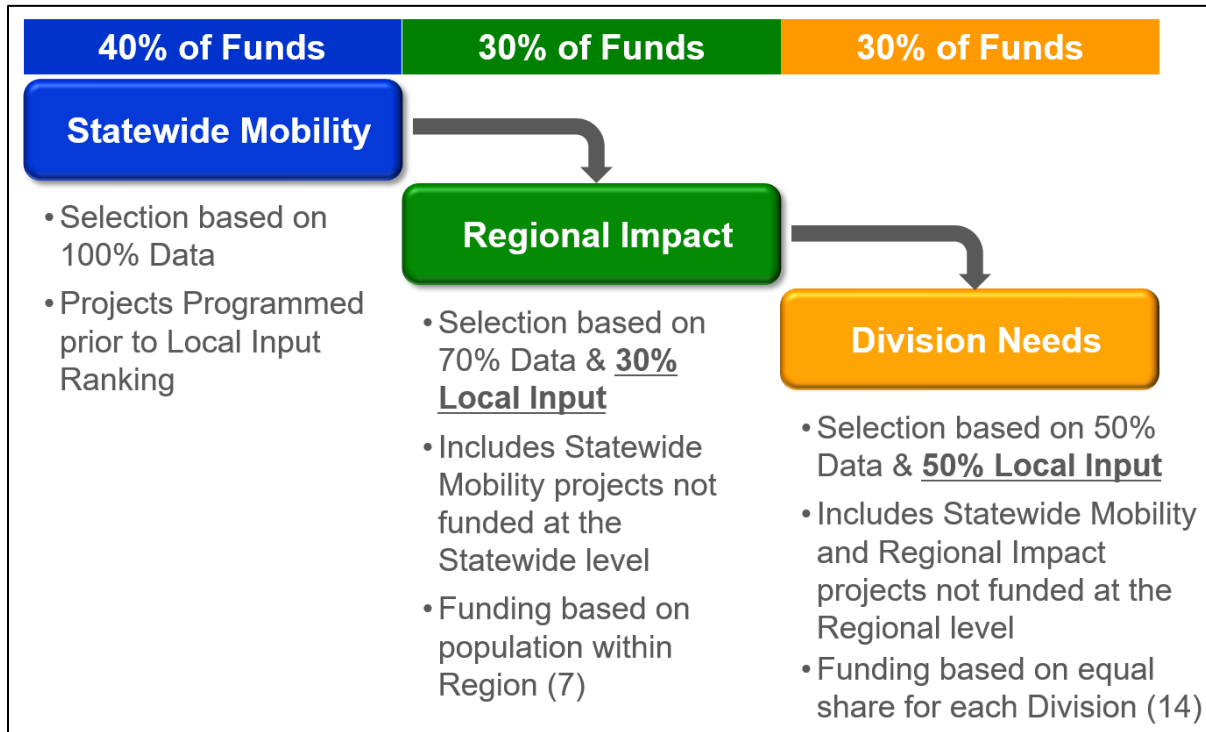 40% of Funds
30% of Funds
30% of Funds
Statewide Mobility
• Selection based on
100% Data
• Projects Programmed
prior to Local Input
Ranking
Regional Impact
• Selection based on
70% Data & 30%
Local Input
• Includes Statewide
Mobility projects not
funded at the
Statewide level
• Funding based on
population within
Region (7)
Division Needs
• Selection based on 50%
Data & 50% Local Input
• Includes Statewide Mobility
and Regional Impact
projects not funded at the
Regional level
• Funding based on equal
share for each Division (14)